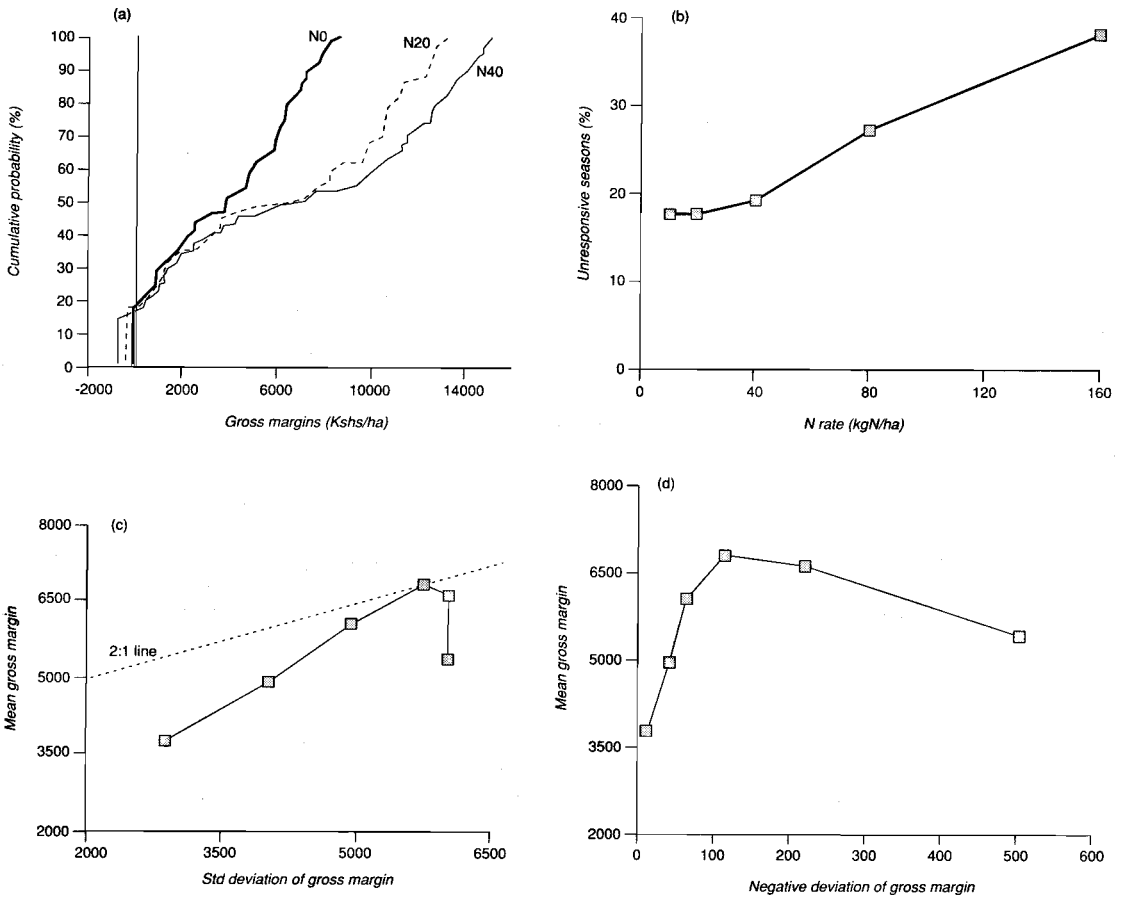 (a)
100
90
80
70
60
50
40
30
20
10
0
Cumulative probability (%)
N0
N20
N40
-2000
2000
6000
10000
14000
Gross margins (Kshs/ha)
(b)
40
30
20
10
0
Unresponsive seasons (%)
0
40
80
120
160
N rate (kgN/ha)
(c)
8000
6500
5000
3500
2000
Mean gross margin
2:1 line
2000
3500
5000
6500
Std deviation of gross margin
(d)
8000
6500
5000
3500
2000
Mean gross margin
0
100
200
300
400
500
600
Negative deviation of gross margin